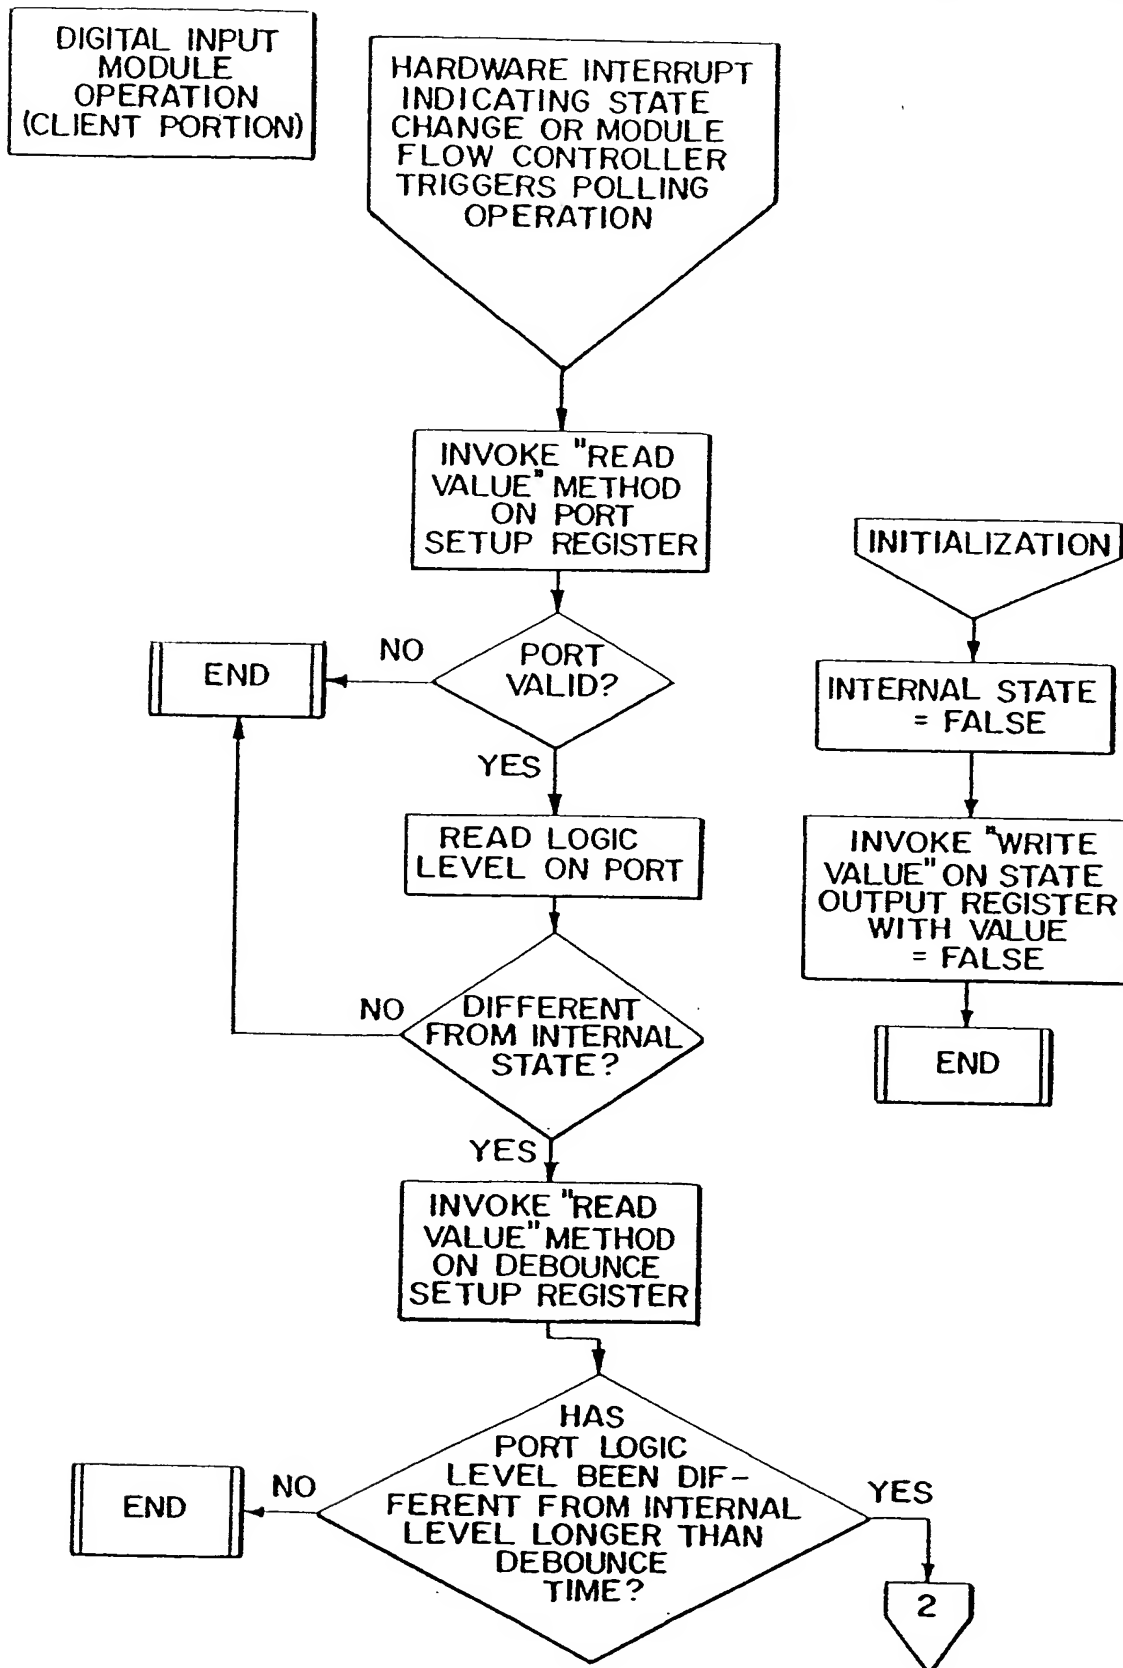 DIGITAL INPUT
MODULE
OPERATION
(CLIENT PORTION)
HARDWARE INTERRUPT
INDICATING STATE
CHANGE OR MODULE
FLOW CONTROLLER
TRIGGERS POLLING
OPERATION
INVOKE "READ
VALUE" METHOD
ON PORT
SETUP REGISTER
PORT
VALID?
NO
END
YES
READ LOGIC
LEVEL ON PORT
DIFFERENT
FROM INTERNAL
STATE?
NO
YES
INVOKE "READ
VALUE" METHOD
ON DEBOUNCE
SETUP REGISTER
HAS
PORT LOGIC
LEVEL BEEN DIF-
FERENT FROM INTERNAL
LEVEL LONGER THAN
DEBOUNCE
TIME?
NO
END
YES
2
INITIALIZATION
INTERNAL STATE
= FALSE
INVOKE "WRITE
VALUE" ON STATE
OUTPUT REGISTER
WITH VALUE
= FALSE
END